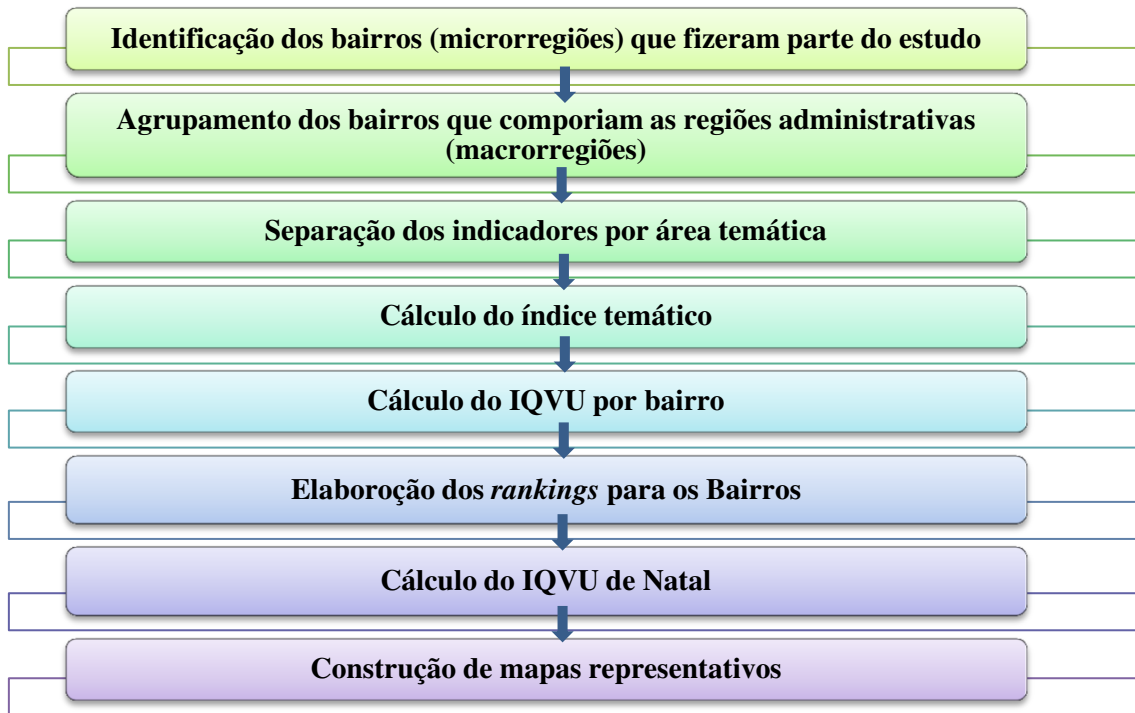 Identificação dos bairros (microrregiões) que fizeram parte do estudo
Agrupamento dos bairros que comporiam as regiões administrativas
(macrorregiões)
Separação dos indicadores por área temática
Cálculo do índice temático
Cálculo do IQVU por bairro
Elaboroção dos rankings para os Bairros
Cálculo do IQVU de Natal
Construção de mapas representativos